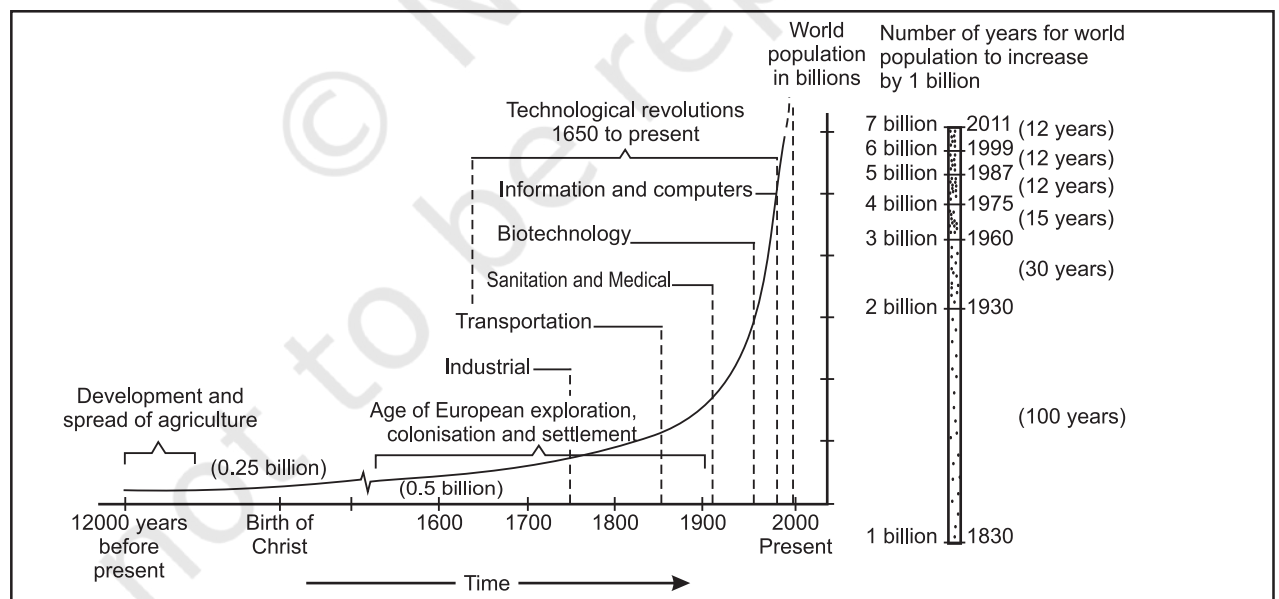 World
population
in billions
Number of years for world
population to increase
by 1 billion
Technological revolutions
1650 to present
Information and computers
Biotechnology
Sanitation and Medical
Transportation
Industrial
Development and
spread of agriculture
Age of European exploration,
colonisation and settlement
(0.25 billion)
(0.5 billion)
12000 years
before
present
Birth of
Christ
1600
1700
1800
1900
2000
Present
Time
7 billion 2011 (12 years)
6 billion 1999 (12 years)
5 billion 1987 (12 years)
4 billion 1975 (15 years)
3 billion 1960 (30 years)
2 billion 1930 (100 years)
1 billion 1830
©
not to be